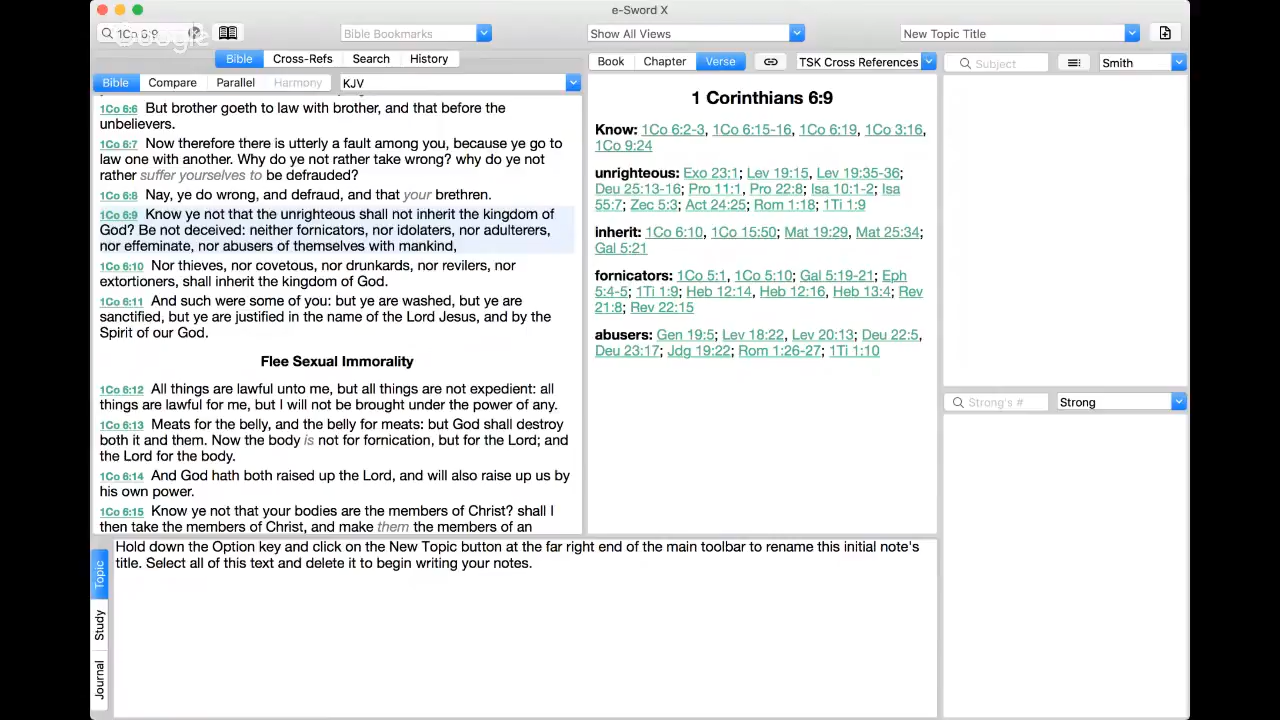 e-Sword X
1Co 6:9
Google
Bible Bookmarks
Show All Views
New Topic Title
Bible Cross-Refs Search History
Book Chapter Verse
TSK Cross References
Subject
Smith
Bible Compare Parallel Harmony KJV
1Co 6:6 But brother goeth to law with brother, and that before the
unbelievers.
1Co 6:7 Now therefore there is utterly a fault among you, because ye go to
law one with another. Why do ye not rather take wrong? why do ye not
rather suffer yourselves to be defrauded?
1Co 6:8 Nay, ye do wrong, and defraud, and that your brethren.
1Co 6:9 Know ye not that the unrighteous shall not inherit the kingdom of
God? Be not deceived: neither fornicators, nor idolaters, nor adulterers,
nor effeminate, nor abusers of themselves with mankind,
1Co 6:10 Nor thieves, nor covetous, nor drunkards, nor revilers, nor
extortioners, shall inherit the kingdom of God.
1Co 6:11 And such were some of you: but ye are washed, but ye are
sanctified, but ye are justified in the name of the Lord Jesus, and by the
Spirit of our God.
Flee Sexual Immorality
1Co 6:12 All things are lawful unto me, but all things are not expedient: all
things are lawful for me, but I will not be brought under the power of any.
1Co 6:13 Meats for the belly, and the belly for meats: but God shall destroy
both it and them. Now the body is not for fornication, but for the Lord; and
the Lord for the body.
1Co 6:14 And God hath both raised up the Lord, and will also raise up us by
his own power.
1Co 6:15 Know ye not that your bodies are the members of Christ? shall I
then take the members of Christ, and make them the members of an
1 Corinthians 6:9
Know: 1Co 6:2-3, 1Co 6:15-16, 1Co 6:19, 1Co 3:16,
1Co 9:24
unrighteous: Exo 23:1; Lev 19:15, Lev 19:35-36;
Deu 25:13-16; Pro 11:1, Pro 22:8; Isa 10:1-2; Isa
55:7; Zec 5:3; Act 24:25; Rom 1:18; 1Ti 1:9
inherit: 1Co 6:10, 1Co 15:50; Mat 19:29, Mat 25:34;
Gal 5:21
fornicators: 1Co 5:1, 1Co 5:10; Gal 5:19-21; Eph
5:4-5; 1Ti 1:9; Heb 12:14, Heb 12:16, Heb 13:4; Rev
21:8; Rev 22:15
abusers: Gen 19:5; Lev 18:22, Lev 20:13; Deu 22:5,
Deu 23:17; Jdg 19:22; Rom 1:26-27; 1Ti 1:10
Strong's #
Strong
Topic
Study
Journal
Hold down the Option key and click on the New Topic button at the far right end of the main toolbar to rename this initial note's
title. Select all of this text and delete it to begin writing your notes.